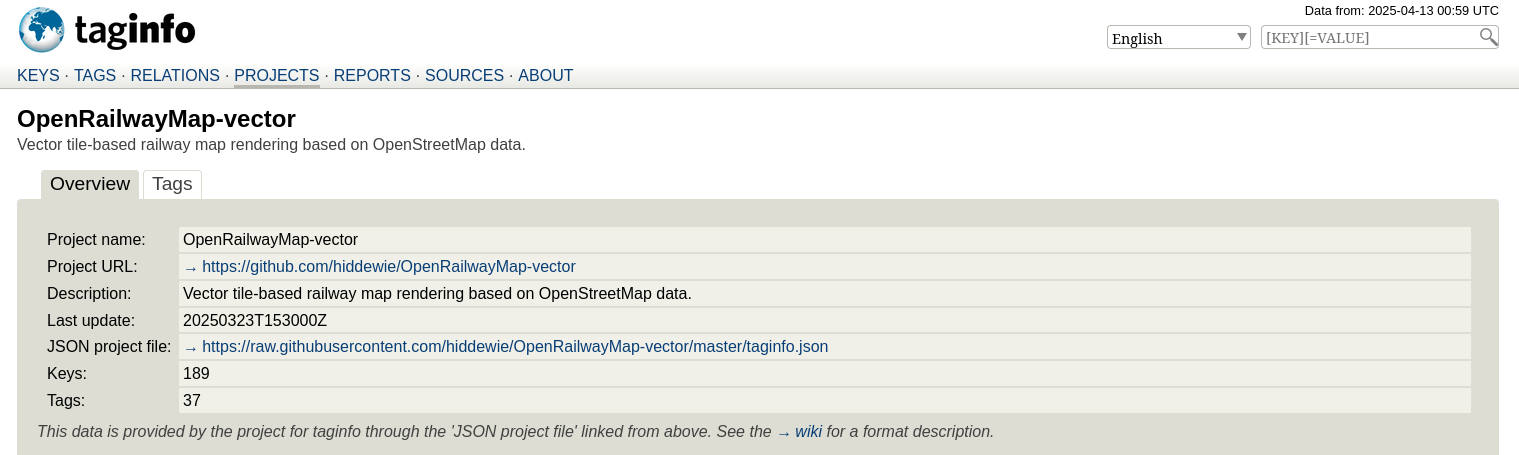 taginfo
Data from: 2025-04-13 00:59 UTC
English
[KEY][=VALUE]
KEYS · TAGS · RELATIONS · PROJECTS · REPORTS · SOURCES · ABOUT
OpenRailwayMap-vector
Vector tile-based railway map rendering based on OpenStreetMap data.
Overview Tags
Project name: OpenRailwayMap-vector
Project URL: → https://github.com/hiddewie/OpenRailwayMap-vector
Description: Vector tile-based railway map rendering based on OpenStreetMap data.
Last update: 20250323T153000Z
JSON project file: → https://raw.githubusercontent.com/hiddewie/OpenRailwayMap-vector/master/taginfo.json
Keys: 189
Tags: 37
This data is provided by the project for taginfo through the 'JSON project file' linked from above. See the → wiki for a format description.